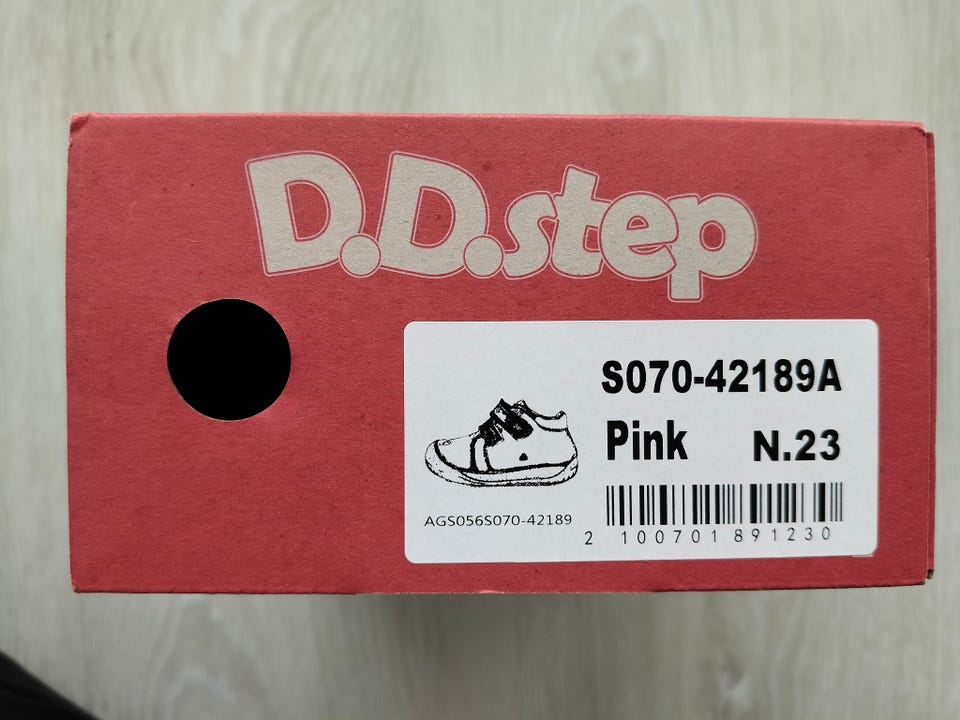 D.D.step
S070-42189A
Pink N.23
AGS056S070-42189
2 100701 891230